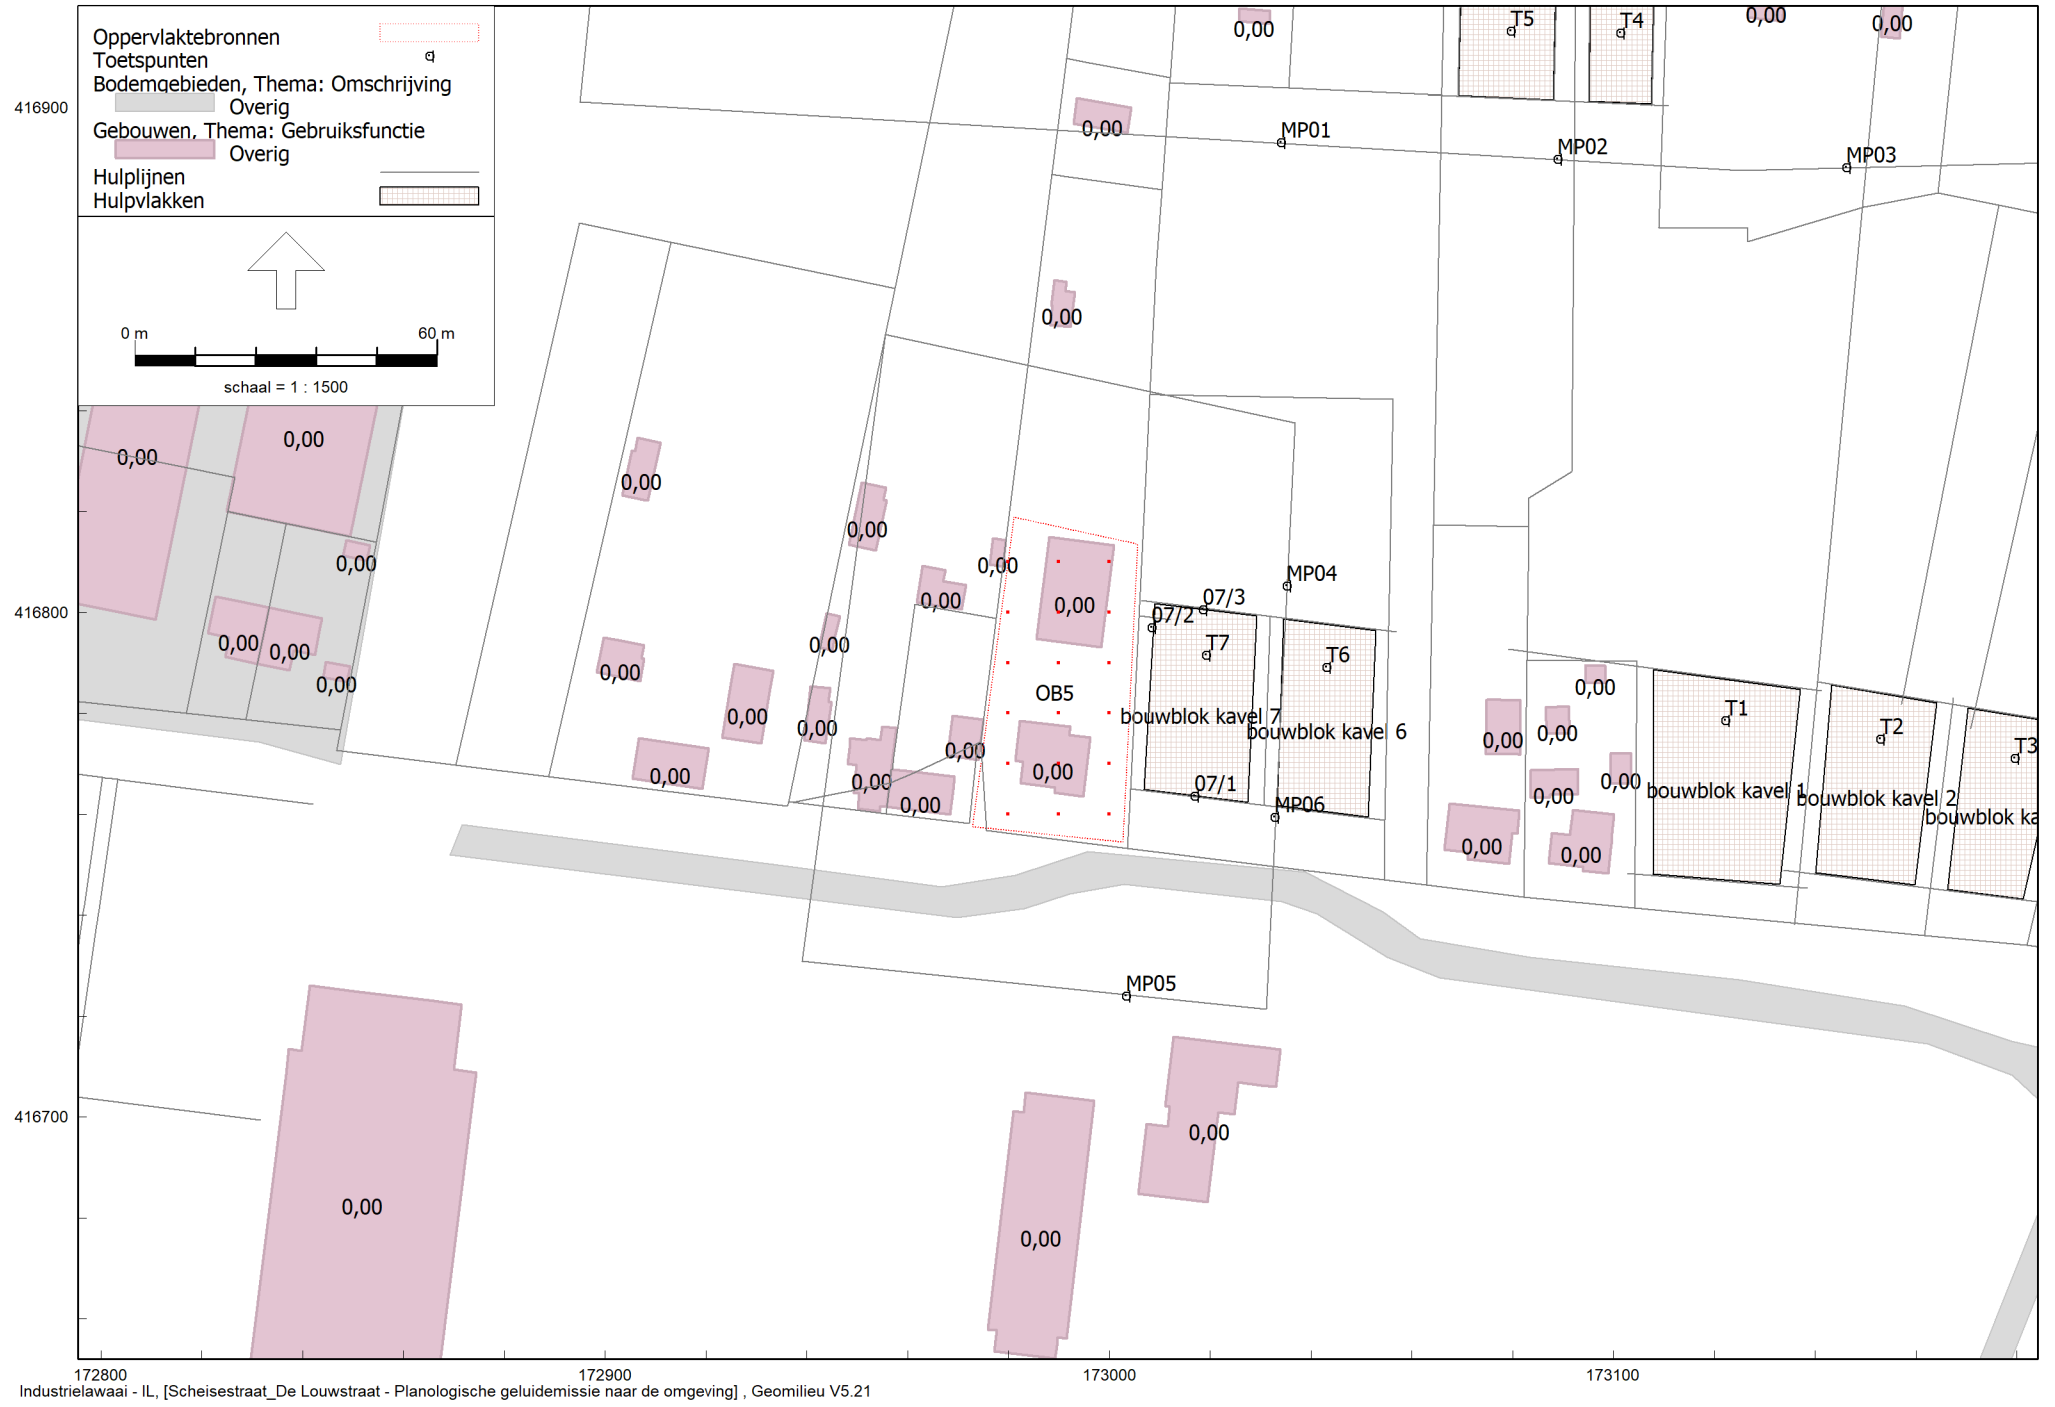 Oppervlaktebronnen
Toetspunten
Bodemgebieden, Thema: Omschrijving
Overig
Gebouwen, Thema: Gebruiksfunctie
Overig
Hulplijnen
Hulpvlakken
0 m 60 m
schaal = 1 : 1500
0,00 T5 T4 0,00 0,00
416900
0,00 MP01 MP02 MP03
0,00
0,00 0,00
0,00
0,00
0,00 0,00 MP04
416800
0,00 0,00 07/3
07/2
0,00 0,00 0,00 0,00 T7 T6
0,00 OB5 0,00
0,00 0,00 bouwblok kavel 7 T1
bouwblok kavel 6 0,00 0,00 T2
0,00 0,00 0,00 T3
0,00 0,00 07/1 0,00
0,00 MP06 0,00 bouwblok kavel 1
bouwblok kavel 2
bouwblok ka
0,00 0,00
MP05
416700
0,00
0,00
0,00
172800 172900 173000 173100
Industrielawaai - IL, [Scheisestraat_De Louwstraat - Planologische geluidemissie naar de omgeving] , Geomilieu V5.21